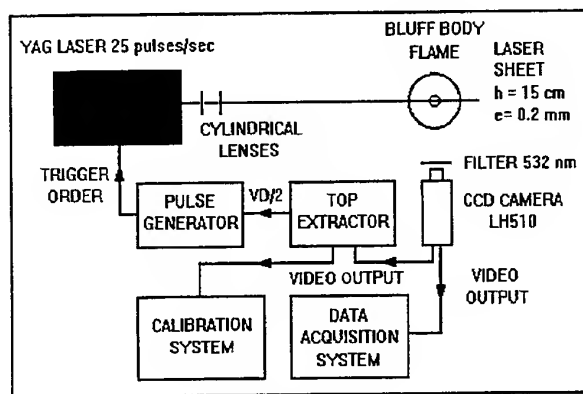 YAG LASER 25 pulses/sec
BLUFF BODY
FLAME
LASER
SHEET
h = 15 cm
e= 0.2 mm
CYLINDRICAL
LENSES
TRIGGER
ORDER
FILTER 532 nm
PULSE
GENERATOR
VD/2
TOP
EXTRACTOR
CCD CAMERA
LH510
VIDEO OUTPUT
VIDEO
OUTPUT
CALIBRATION
SYSTEM
DATA
ACQUISITION
SYSTEM